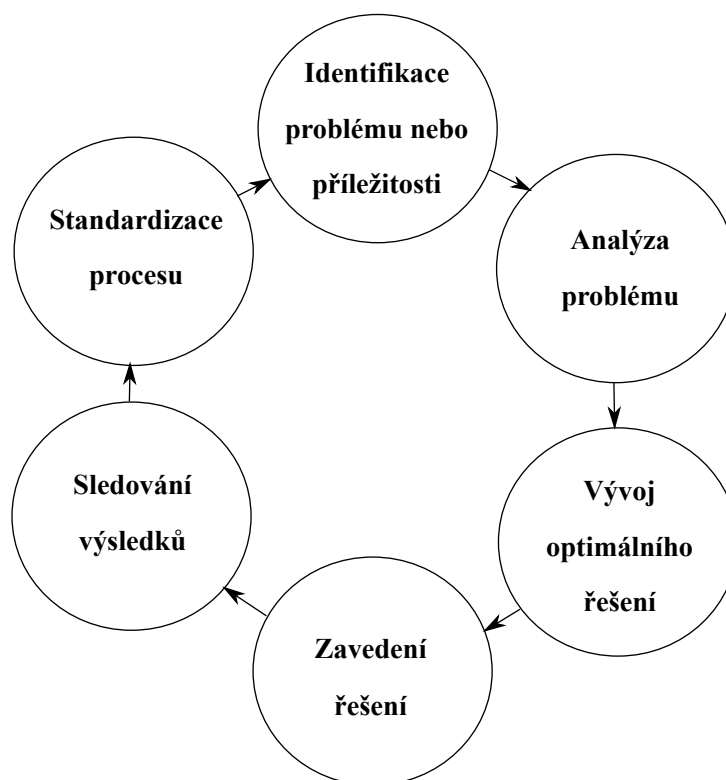 Identifikace
problému nebo
příležitosti
Analýza
problému
Vývoj
optimálního
řešení
Zavedení
řešení
Sledování
výsledků
Standardizace
procesu